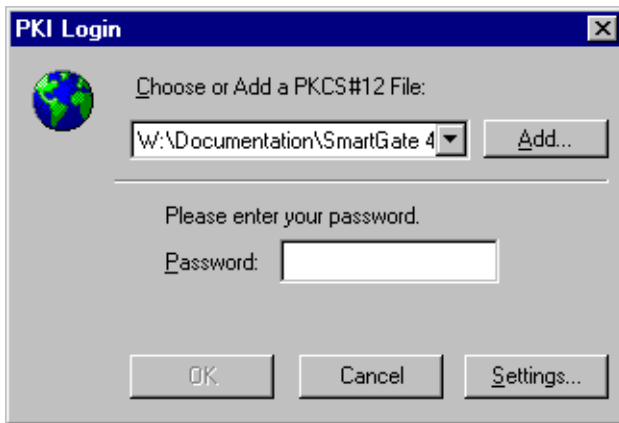 PKI Login
Choose or Add a PKCS#12 File:
W:\Documentation\SmartGate 4
Add...
Please enter your password.
Password:
OK
Cancel
Settings...